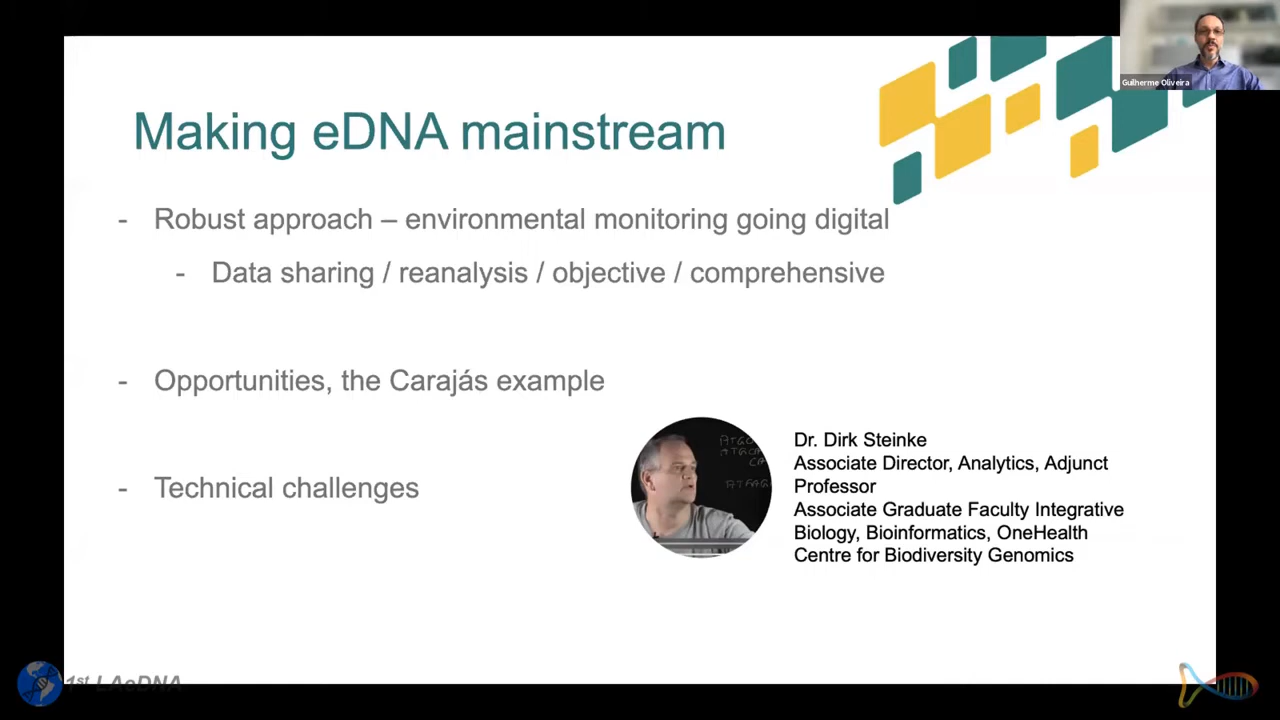 Guilherme Oliveira
Making eDNA mainstream
- Robust approach – environmental monitoring going digital
- Data sharing / reanalysis / objective / comprehensive
- Opportunities, the Carajás example
- Technical challenges
Dr. Dirk Steinke
Associate Director, Analytics, Adjunct
Professor
Associate Graduate Faculty Integrative
Biology, Bioinformatics, OneHealth
Centre for Biodiversity Genomics
1st LAeDNA